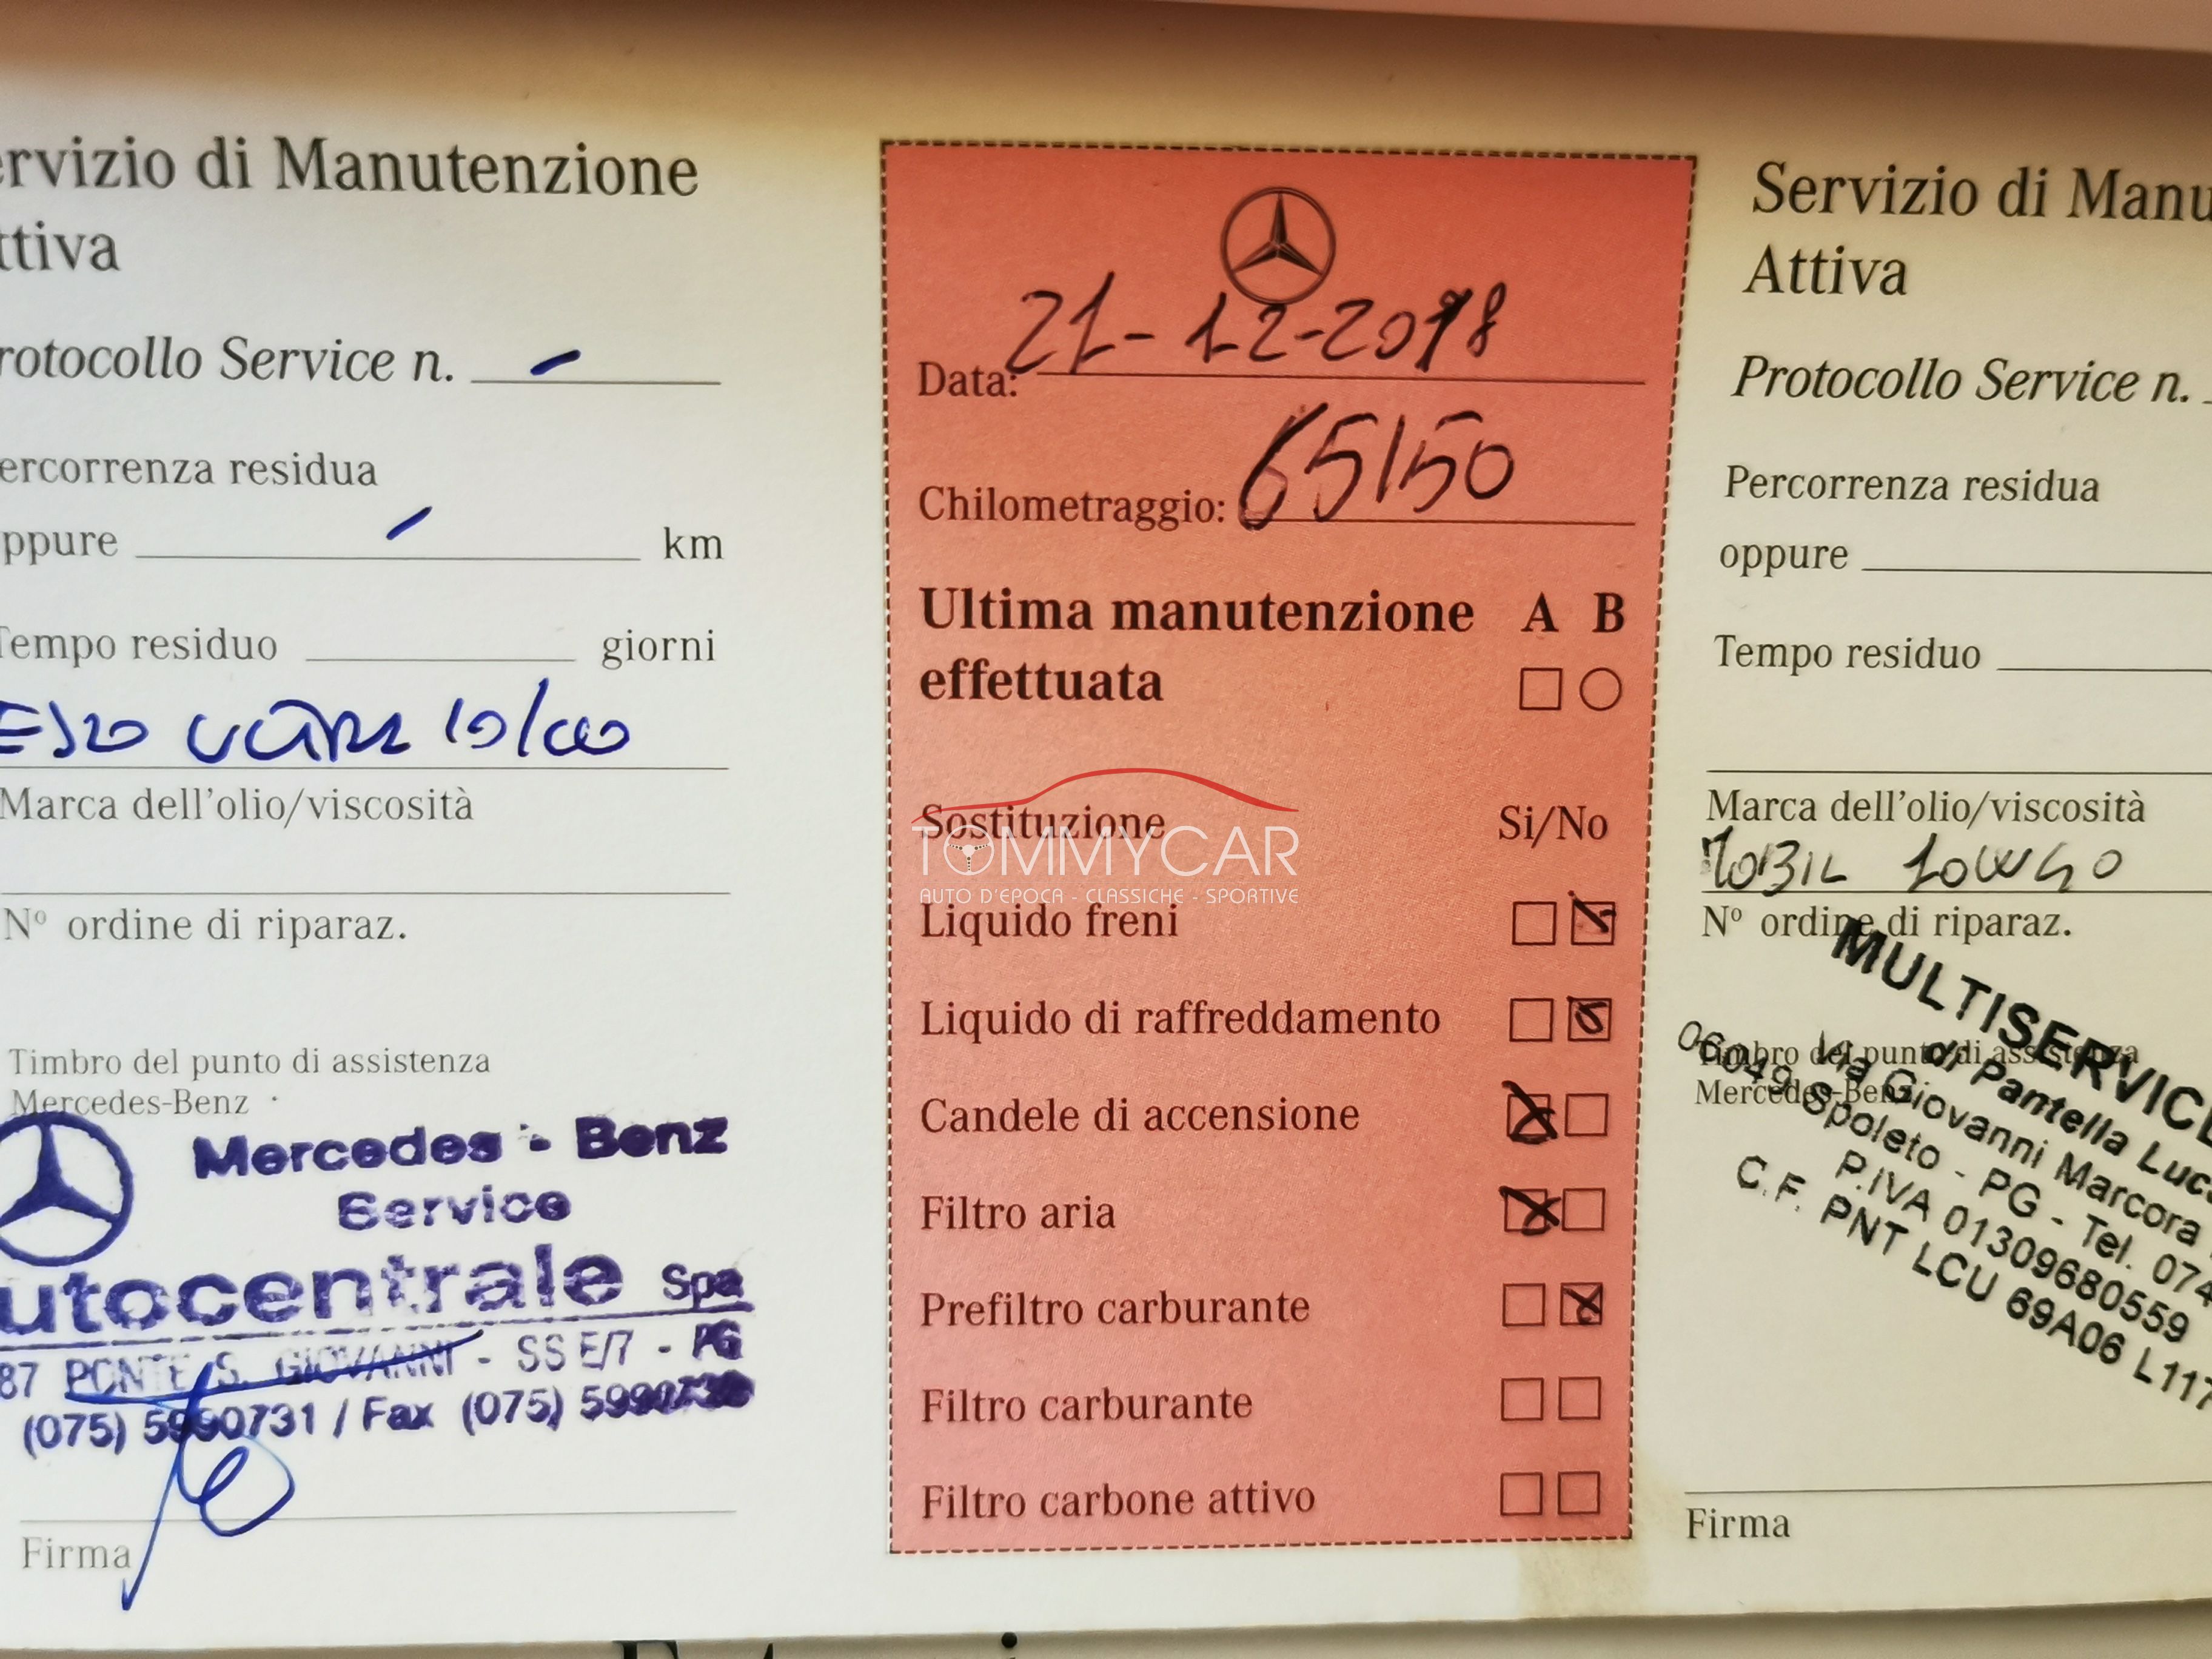 ervizio di Manutenzione
ttiva
rotocollo Service n.
ercorrenza residua
ppure km
Tempo residuo giorni
Marca dell'olio/viscosità
Nº ordine di riparaz.
Timbro del punto di assistenza
Mercedes-Benz
Mercedes - Benz
Service
utocentrale Spa
87 PONTE S. GIOVANNI - SS E/7 - PG
(075) 5990731 / Fax (075)
Firma
Data: 21-12-2018
Chilometraggio: 65150
Ultima manutenzione A B
effettuata
Sostituzione Si/No
TOMMYCAR
AUTO D'EPOCA - CLASSICHE - SPORTIVE
Liquido freni
Liquido di raffreddamento
Candele di accensione
Filtro aria
Prefiltro carburante
Filtro carburante
Filtro carbone attivo
Servizio di Manu
Attiva
Protocollo Service n.
Percorrenza residua
oppure
Tempo residuo
Marca dell'olio/viscosità
MOBIL 10W40
Nº ordine di riparaz.
Timbro del punto di assistenza
Mercedes-Benz
MULTISERVICE
di Pantella Luc
Via Giovanni Marcora
06049 Spoleto - PG - Tel. 074
P.IVA 01309680559
C.F. PNT LCU 69A06 L117
Firma